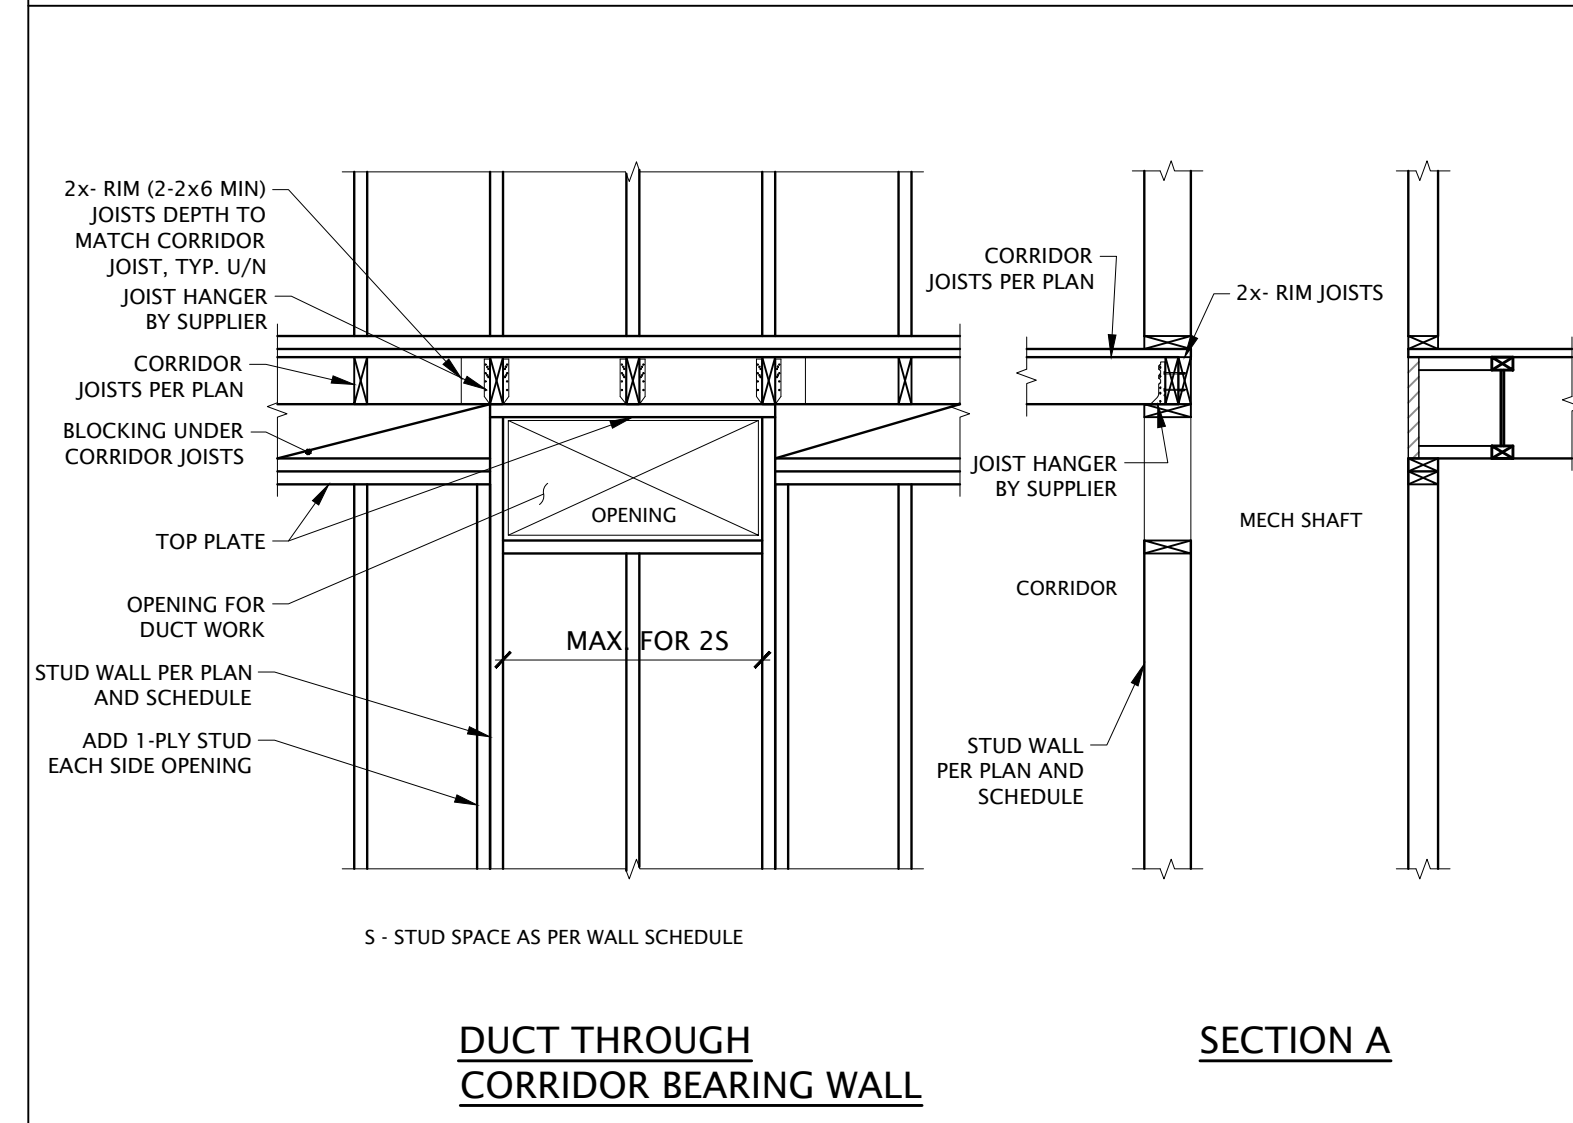 2x- RIM (2-2x6 MIN)
JOISTS DEPTH TO
MATCH CORRIDOR
JOIST, TYP. U/N
JOIST HANGER
BY SUPPLIER
CORRIDOR
JOISTS PER PLAN
BLOCKING UNDER
CORRIDOR JOISTS
TOP PLATE
OPENING FOR
DUCT WORK
STUD WALL PER PLAN
AND SCHEDULE
ADD 1-PLY STUD
EACH SIDE OPENING
OPENING
MAX. FOR 2S
S - STUD SPACE AS PER WALL SCHEDULE
DUCT THROUGH
CORRIDOR BEARING WALL
CORRIDOR
JOISTS PER PLAN
2x- RIM JOISTS
JOIST HANGER
BY SUPPLIER
MECH SHAFT
CORRIDOR
STUD WALL
PER PLAN AND
SCHEDULE
SECTION A